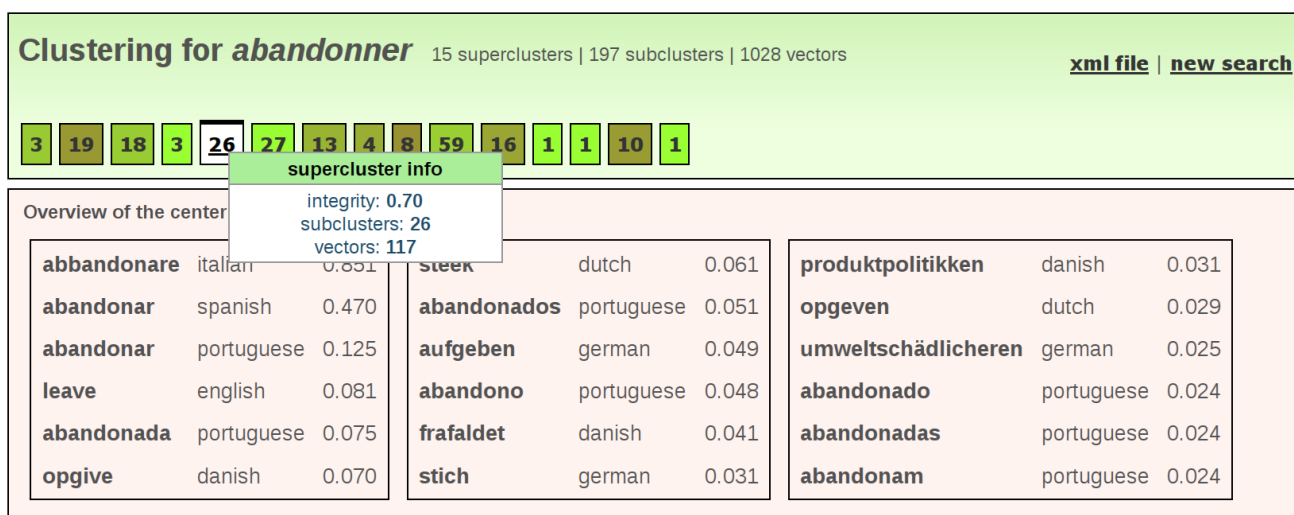 Clustering for abandonner 15 superclusters | 197 subclusters | 1028 vectors
xml file | new search
3 19 18 3 26 27 13 4 8 59 16 1 1 10 1
supercluster info
integrity: 0.70
subclusters: 26
vectors: 117
Overview of the center
abbandonare italian 0.851
abandonar spanish 0.470
abandonar portuguese 0.125
leave english 0.081
abandonada portuguese 0.075
opgive danish 0.070
steek dutch 0.061
abandonados portuguese 0.051
aufgeben german 0.049
abandono portuguese 0.048
frafaldet danish 0.041
stich german 0.031
produktpolitikken danish 0.031
opgeven dutch 0.029
umweltschädlicheren german 0.025
abandonado portuguese 0.024
abandonadas portuguese 0.024
abandonam portuguese 0.024